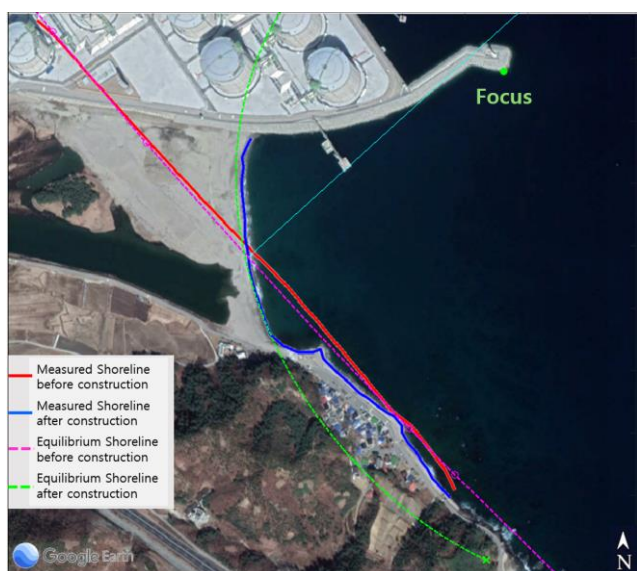 Focus
Measured Shoreline
before construction
Measured Shoreline
after construction
Equilibrium Shoreline
before construction
Equilibrium Shoreline
after construction
Google Earth
N